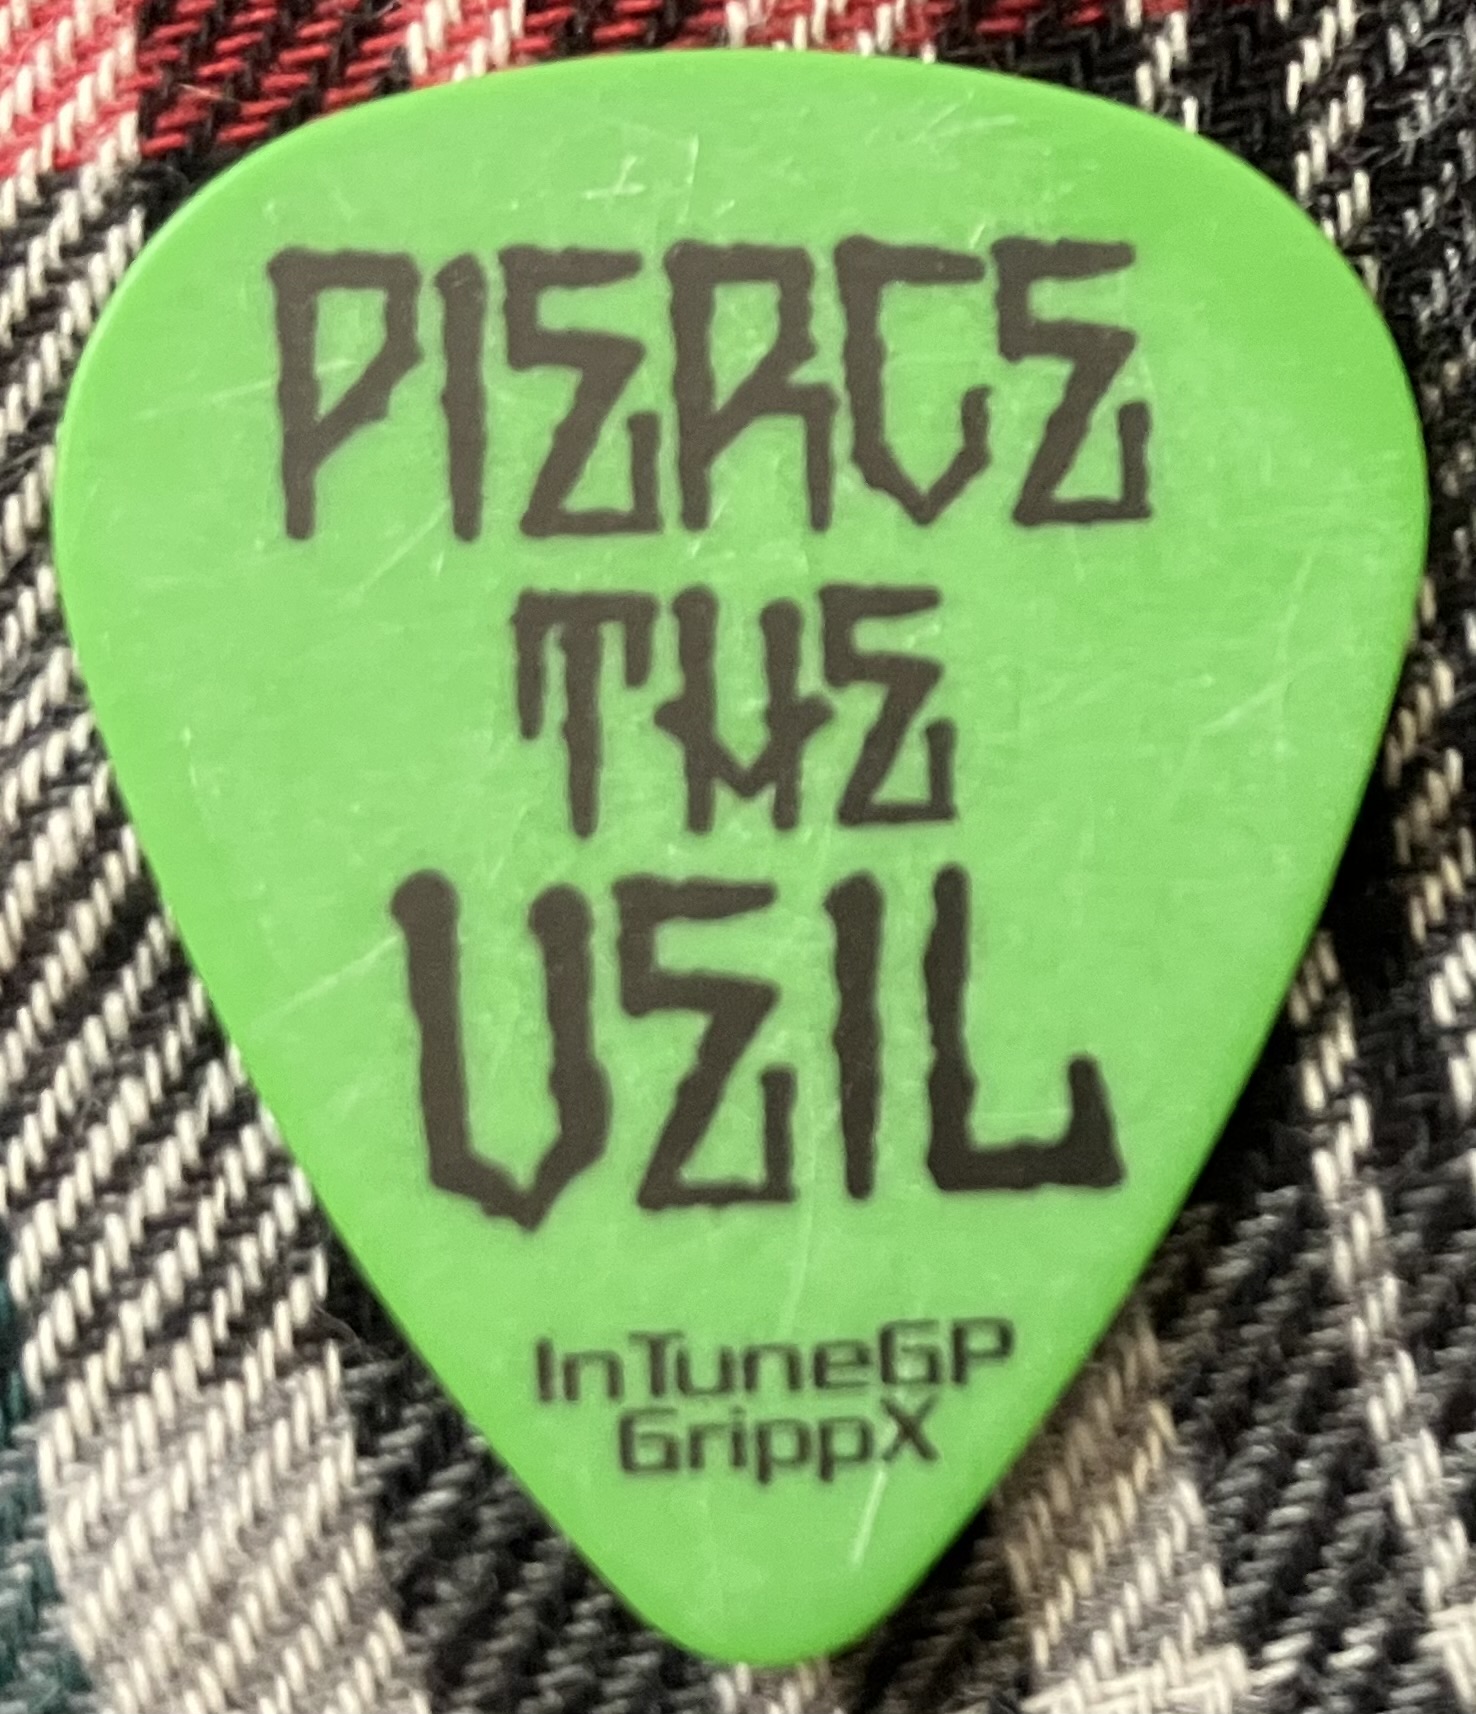 PIERCE
THE
VEIL
InTuneGP
GrippX